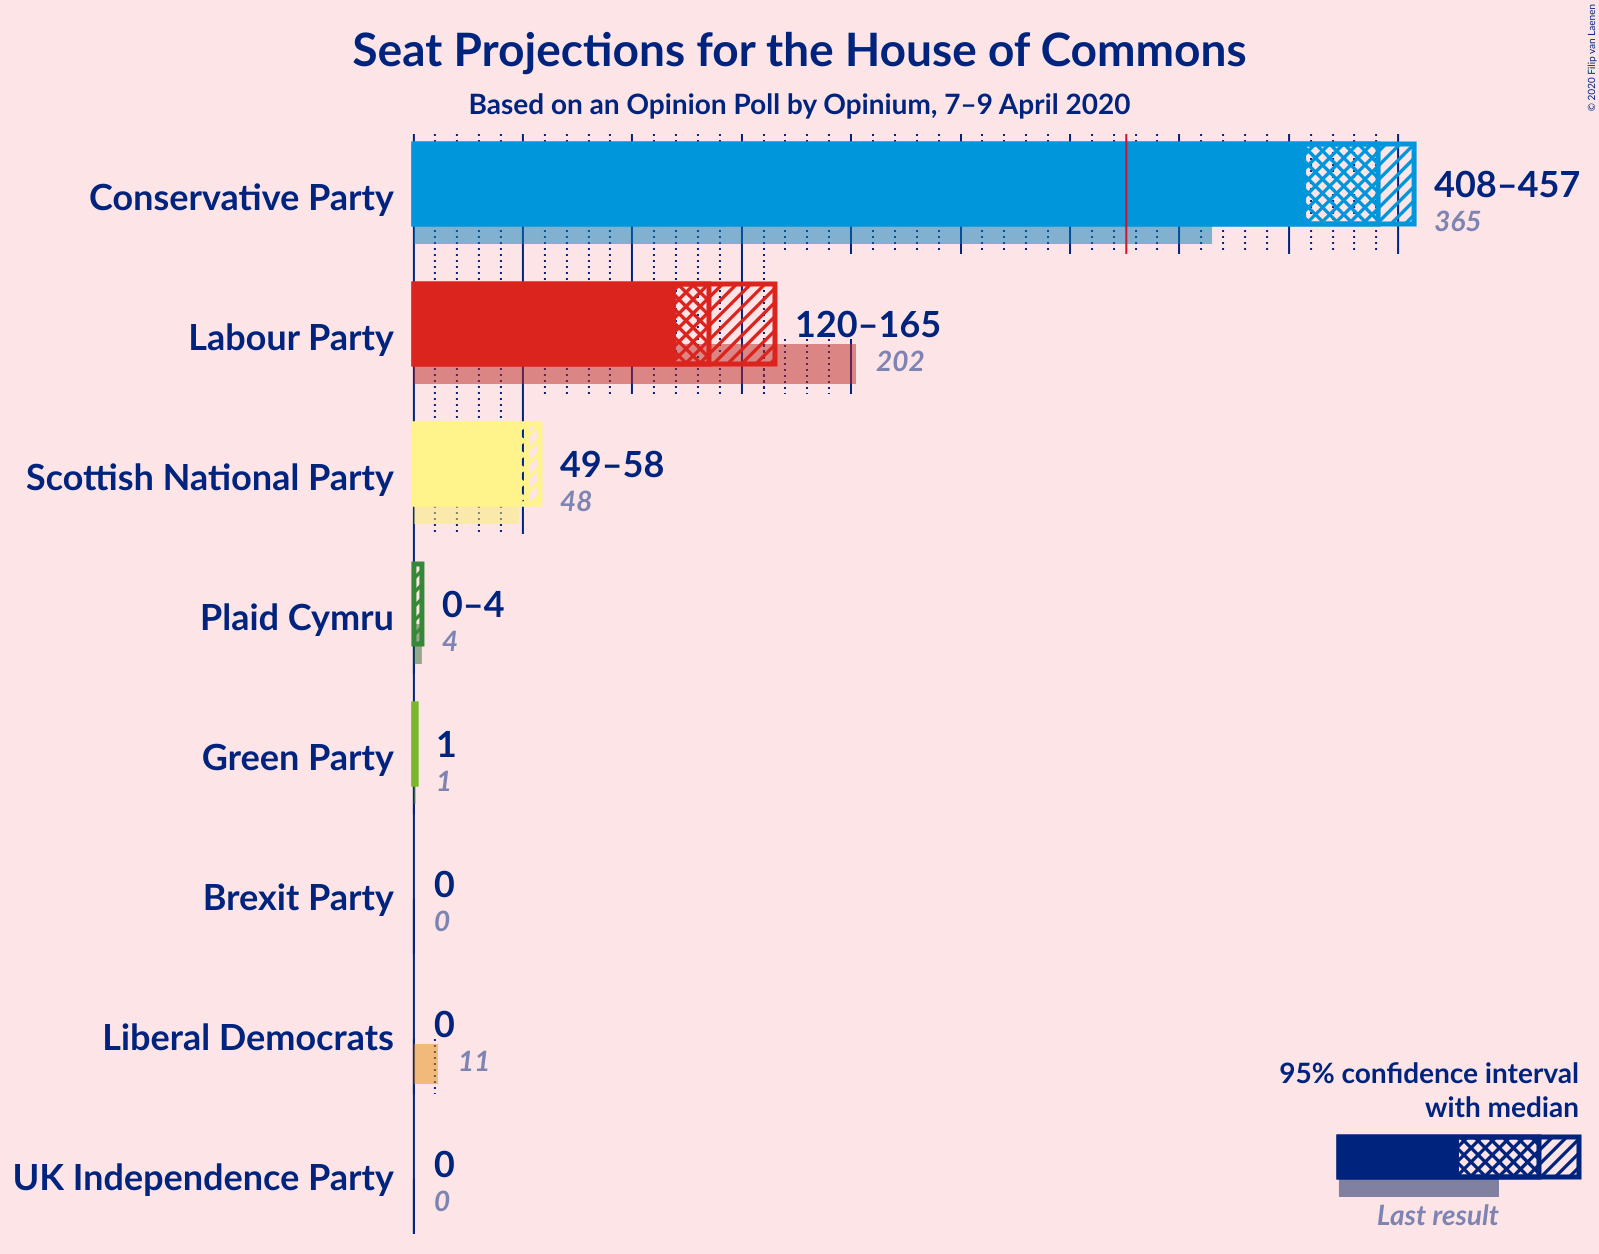 Seat Projections for the House of Commons
Based on an Opinion Poll by Opinium, 7–9 April 2020
© 2020 Filip van Laenen
Conservative Party
408–457
365
Labour Party
120–165
202
Scottish National Party
49–58
48
Plaid Cymru
0–4
4
Green Party
1
1
Brexit Party
0
0
Liberal Democrats
0
11
UK Independence Party
0
0
95% confidence interval
with median
Last result